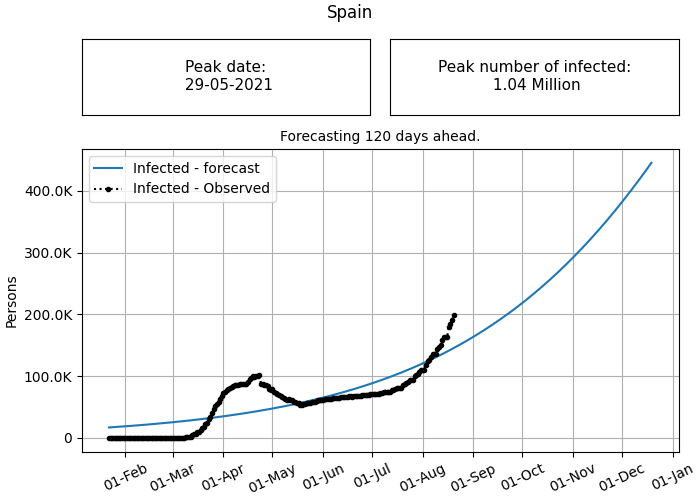 Spain
Peak date:
29-05-2021
Peak number of infected:
1.04 Million
Forecasting 120 days ahead.
Infected - forecast
Infected - Observed
Persons
400.0K
300.0K
200.0K
100.0K
0
01-Feb
01-Mar
01-Apr
01-May
01-Jun
01-Jul
01-Aug
01-Sep
01-Oct
01-Nov
01-Dec
01-Jan